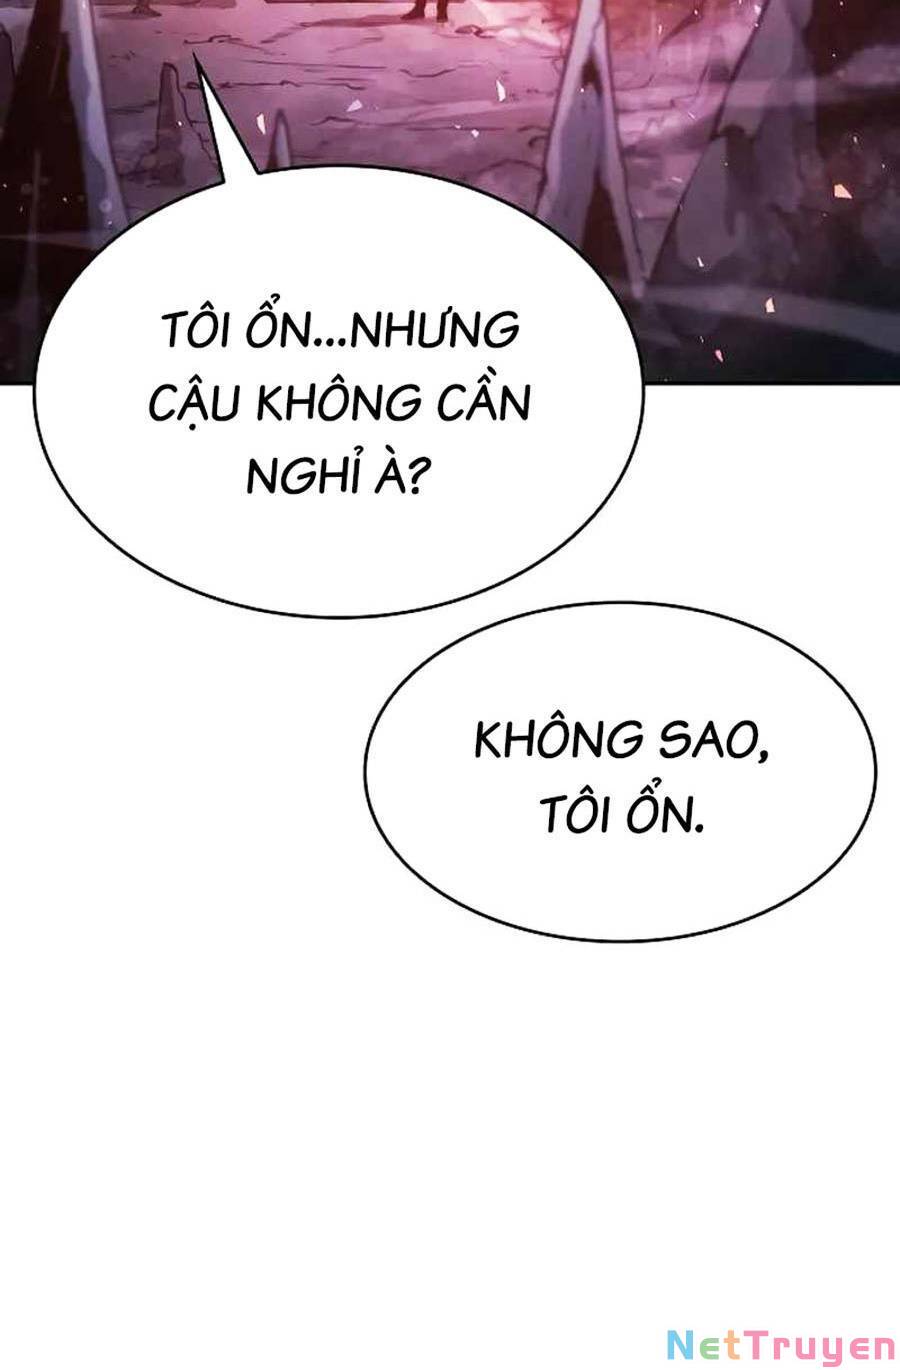 TÔI ỔN...NHƯNG
CẬU KHÔNG CẦN
NGHỈ À?
KHÔNG SAO,
TÔI ỔN.
NetTruyen